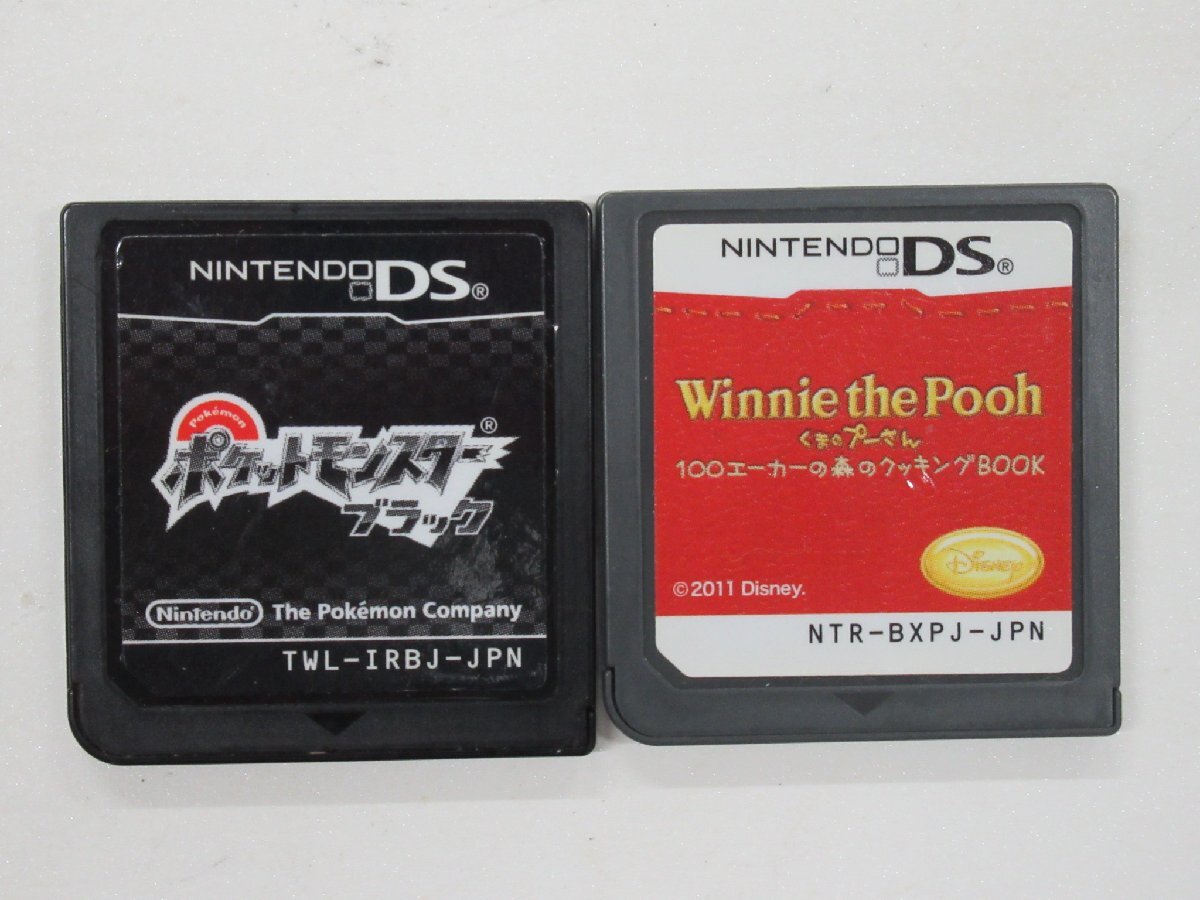 NINTENDO DS®
Pokémon
ポケットモンスター®
ブラック
Nintendo® The Pokémon Company
TWL-IRBJ-JPN
NINTENDO DS®
Winnie the Pooh
くまのプーさん
100エーカーの森のクッキングBOOK
Disney
©2011 Disney.
NTR-BXPJ-JPN